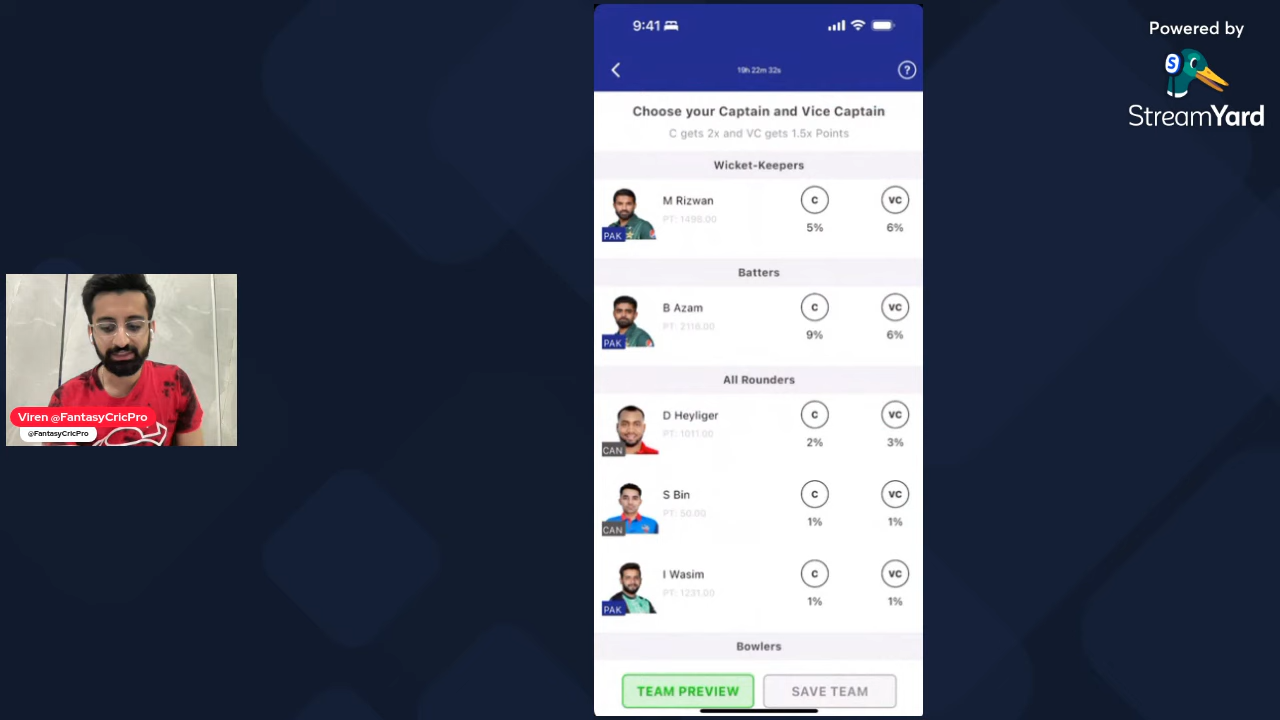 9:41
19h 22m 32s
?
Choose your Captain and Vice Captain
C gets 2x and VC gets 1.5x Points
Wicket-Keepers
M Rizwan
PT: 1498.00
PAK
C
VC
5%
6%
Batters
B Azam
PT: 2118.00
PAK
C
VC
9%
6%
All Rounders
D Heyliger
PT: 1011.00
CAN
C
VC
2%
3%
S Bin
PT: 50.00
CAN
C
VC
1%
1%
I Wasim
PT: 1231.00
PAK
C
VC
1%
1%
Bowlers
TEAM PREVIEW
SAVE TEAM
Viren @FantasyCricPro
@FantasyCricPro
Powered by
S
StreamYard